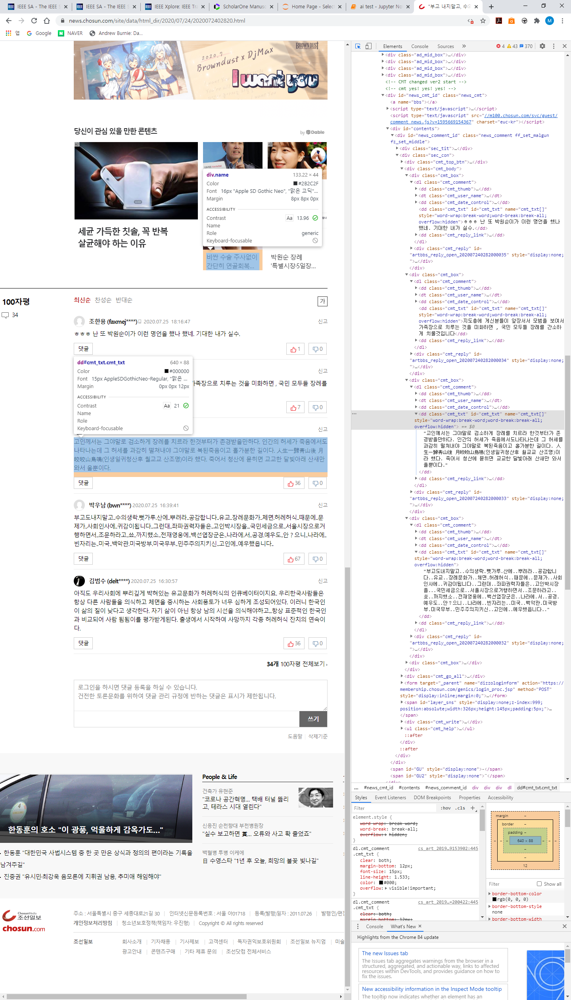 IEEE SA - The IEEE S
IEEE SA - The IEEE S
IEEE Xplore: IEEE Tra
ScholarOne Manusc
Home Page - Select
ai test - Jupyter No
"부고 내지말고, 수의
news.chosun.com/site/data/html_dir/2020/07/24/2020072402820.html
앱 Google NAVER Andrew Burnie: Da...
BROWN DUST
2020.7
Browndust x DjMax
I want you
당신이 관심 있을 만한 콘텐츠
by Dable
세균 가득한 칫솔, 꼭 반복
살균해야 하는 이유
div.name 133.22 × 44
Color #2B2C2F
Font 16px "Apple SD Gothic Neo", "맑은 고딕"...
Margin 8px 8px 0px
ACCESSIBILITY
Contrast Aa 13.96
Name
Role generic
Keyboard-focusable
비싼 수술 주사없이
간단히 연골회복...
박원순 장례
'특별시장·5일장...
100자평
34
최신순 찬성순 반대순 가
조한용 (faxmej****) 2020.07.25 18:16:47 신고
ㅎㅎㅎ 난 또 박원순이가 이런 명언을 했나 했네. 기대한 내가 실수.
댓글 1 0
dd#cmt_txt.cmt_txt 640 × 88
Color #000000
Font 15px AppleSDGothicNeo-Regular, "맑은 ...
Margin 0px 0px 12px
ACCESSIBILITY
Contrast Aa 21
Name
Role
Keyboard-focusable
신고
가족장으로 치루는 것을 미화하면 , 국민 모두들 장례를
7 0
신고
고인께서는 그야말로 검소하게 장례를 치르라 한것부터가 존경받을만하다. 인간의 허세가 죽음에서도
나타나는데 그 허세를 과감히 떨쳐내야 그야말로 복된죽음이고 홀가분한 길이다. 人生一歸靑山後 月
皎皎山鳥鳴(인생일귀청산후 월교교 산조명)이라 했다. 죽어서 청산에 묻히면 교교한 달빛아래 산새만
와서 울뿐이다.
댓글 36 0
박우남 (bwn****) 2020.07.25 16:39:41 신고
부고도내지말고..수의생략.뼛가루.산에..뿌려라..공감합니다..유교..장례문화가..체면.허례허식..때문에..문
제가..사회인사에..귀감이됩니다..그런대..좌파권력자들은..고인박시장을...국민세금으로..서울시장으로거
행하면서..조문하라고..쑈..까지했소..전재영웅에..백선엽장군은..나라에.서..공경.예우도..안 ? 으니..나라에..
빈자리는..미국..백악관.미국방부.미국무부..민주주의지키신..고인에..예우했읍니다..
댓글 67 0
김범수 (delt****) 2020.07.25 16:30:57 신고
아직도 우리사회에 뿌리깊게 박혀있는 유교문화가 허례허식의 인큐베이터이지요. 우리한국사람들은
항상 다른 사람들을 의식하고 체면을 중시하는 사회풍토가 너무 심하게 조성되어있다. 이러니 한국인
이 삶의 질이 낮다고 생각한다. 자기 삶이 아닌 항상 남의 시선을 의식해야하고...항상 표준적인 한국인
과 비교되어 사람 됨됨이를 평가받게된다. 출생에서 시작하여 사망까지 각종 허례허식 잔치의 연속이
다.
댓글 36 0
34개 100자평 전체보기 ›
로그인을 하시면 댓글 등록을 하실 수 있습니다.
건전한 토론문화를 위하여 댓글 관리 규정에 반하는 댓글은 표시가 제한됩니다.
쓰기
도움말 삭제기준
한동훈의 호소 "이 광풍, 억울하게 감옥가도..."
· 한동훈 "대한민국 사법시스템 중 한 곳 만은 상식과 정의의 편이라는 기록을
남겨주길"
· 진중권 "유시민·최강욱 음모론에 지휘권 남용, 추미애 해임해야"
People & Life
건축가 유현준
"코로나 공간혁명... 택배 터널 뚫리
고, 테라스 시대 열린다"
신응진 순천향대 부천병원장
"실수 보고하면 賞... 오류와 사고 확 줄었죠"
백혈병 투병 이케에
日 수영스타 "1년 후 오늘, 희망의 불꽃 빛나길"
ChosunMedia
조선일보
chosun.com
주소 : 서울특별시 중구 세종대로21길 30 인터넷신문등록번호 : 서울 아01718 등록(발행)일자 : 2011.07.26 발행인/편집
개인정보처리방침 청소년보호정책(책임자: 우진형) Copyright © All rights reserved
조선일보 회사소개 기자채용 기사제보 고객센터 독자권익보호위원회 조선일보 뉴지엄 미술
광고안내 콘텐츠구매 기타 제휴 문의 조선닷컴 전체서비스
Elements Console Sources 4 43 370
<div class="ad_mid_box">…</div>
<div class="ad_mid_box">…</div>
<div class="ad_mid_box">…</div>
<div class="ad_mid_box">…</div>
<!-- CMT changed ver2 start -->
<!-- cmt yes! yes! yes! -->
<div id="news_cmt_id" class="news_cmt">
<a name="bbs"></a>
<script type="text/javascript">…</script>
<script type="text/javascript" src="//m100.chosun.com/svc/guest/
comment_news.js?v=1595669154367" charset="euc-kr"></script>
<div id="contents">
<div id="news_comment_id" class="news_comment ff_set_malgun
fz_set_middle">
<div class="sec_tit">…</div>
<div class="sec_con">
<div class="cmt_top_btn">…</div>
<div class="cmt_body">
<div class="cmt_box">
<dl class="cmt_comment">
<dd class="cmt_thumb">…</dd>
<dt class="cmt_user_name">…</dt>
<dd class="cmt_date_control">…</dd>
<dd class="cmt_txt" id="cmt_txt" name="cmt_txt[]"
style="word-wrap:break-word;word-break:break-all;
overflow:hidden">ㅎㅎㅎ 난 또 박원순이가 이런 명언을 했나
했네. 기대한 내가 실수.</dd>
<dd class="cmt_reply_link">…</dd>
</dl>
<div class="cmt_reply" id=
"artbbs_reply_open_202007240282000035" style="display:none;
">…</div>
</div>
<div class="cmt_box">
<dl class="cmt_comment">
<dd class="cmt_thumb">…</dd>
<dt class="cmt_user_name">…</dt>
<dd class="cmt_date_control">…</dd>
<dd class="cmt_txt" id="cmt_txt" name="cmt_txt[]"
style="word-wrap:break-word;word-break:break-all;
overflow:hidden">지도층에 게신분들이 앞장서서 모범을 보여서
가족장으로 치루는 것을 미화하면 , 국민 모두들 장례를 간소하
게 치룰것입니다</dd>
<dd class="cmt_reply_link">…</dd>
</dl>
<div class="cmt_reply" id=
"artbbs_reply_open_202007240282000034" style="display:none;
">…</div>
</div>
<div class="cmt_box">
<dl class="cmt_comment">
<dd class="cmt_thumb">…</dd>
<dt class="cmt_user_name">…</dt>
<dd class="cmt_date_control">…</dd>
<dd class="cmt_txt" id="cmt_txt" name="cmt_txt[]"
style="word-wrap:break-word;word-break:break-all;
overflow:hidden"> == $0
"고인께서는 그야말로 검소하게 장례를 치르라 한것부터가 존
경받을만하다. 인간의 허세가 죽음에서도나타나는데 그 허세를
과감히 떨쳐내야 그야말로 복된죽음이고 홀가분한 길이다. 人
生一歸靑山後 月皎皎山鳥鳴(인생일귀청산후 월교교 산조명)이
라 했다. 죽어서 청산에 묻히면 교교한 달빛아래 산새만 와서
울뿐이다."
</dd>
<dd class="cmt_reply_link">…</dd>
</dl>
<div class="cmt_reply" id=
"artbbs_reply_open_202007240282000033" style="display:none;
">…</div>
</div>
<div class="cmt_box">
<dl class="cmt_comment">
<dd class="cmt_thumb">…</dd>
<dt class="cmt_user_name">…</dt>
<dd class="cmt_date_control">…</dd>
<dd class="cmt_txt" id="cmt_txt" name="cmt_txt[]"
style="word-wrap:break-word;word-break:break-all;
overflow:hidden">
"부고도내지말고..수의생략.뼛가루.산에..뿌려라..공감합니
다..유교..장례문화가..체면.허례허식..때문에..문제가..사회
인사에..귀감이됩니다..그런대..좌파권력자들은..고인박시장
을...국민세금으로..서울시장으로거행하면서..조문하라고..
쑈..까지했소..전재영웅에..백선엽장군은..나라에.서..공경.
예우도..안？으니..나라에..빈자리는..미국..백악관.미국방
부.미국무부..민주주의지키신..고인에..예우했읍니다.."
</dd>
<dd class="cmt_reply_link">…</dd>
</dl>
<div class="cmt_reply" id=
"artbbs_reply_open_202007240282000032" style="display:none;
">…</div>
</div>
<div class="cmt_box">…</div>
</div>
<div class="cmt_go_all">…</div>
<form target="_parent" name="dizzologinform" action="https://
membership.chosun.com/genics/login_proc.jsp" method="POST"
style="display:inline;margin:0;">…</form>
<span id="layer_sns" style="display:none;z-index:999;
position:absolute;width:326px;height:145px;padding:5px;">…
</span>
<div class="cmt_write">…</div>
<ul class="cmt_help">…</ul>
::after
</div>
::after
</div>
</div>
<span id="GU" style="display:none">·</span>
<span id="GU2" style="display:none">¨</span>
</div>
... #news_cmt_id #contents #news_comment_id div div div dl dd#cmt_txt.cmt_txt
Styles Event Listeners DOM Breakpoints Properties Accessibility
Filter :hov .cls +
element.style {
word-wrap: break-word;
word-break: break-all;
overflow: hidden;
}
dl.cmt_comment cs_art_2019…9153902:445
.cmt_txt {
clear: both;
margin-bottom: 12px;
font-size: 15px;
line-height: 1.533;
color: #000;
overflow: visible!important;
}
dl.cmt_comment cs_art_2019…=200422:445
.cmt_txt {
clear: both;
margin-bottom: 12px;
margin –
border –
padding –
640 × 88
–
–
12
Filter Show all
border-bottom-color
rgb(0, 0, 0)
border-bottom-style
none
border-bottom-width
Console What's New
Highlights from the Chrome 84 update
The new Issues tab
The Issues tab aggregates warnings from the browser in a
structured, aggregated, and actionable way, links to affected
resources within DevTools, and provides guidance on how to
fix the issues.
New accessibility information in the Inspect Mode tooltip
The tooltip now indicates whether an element has an